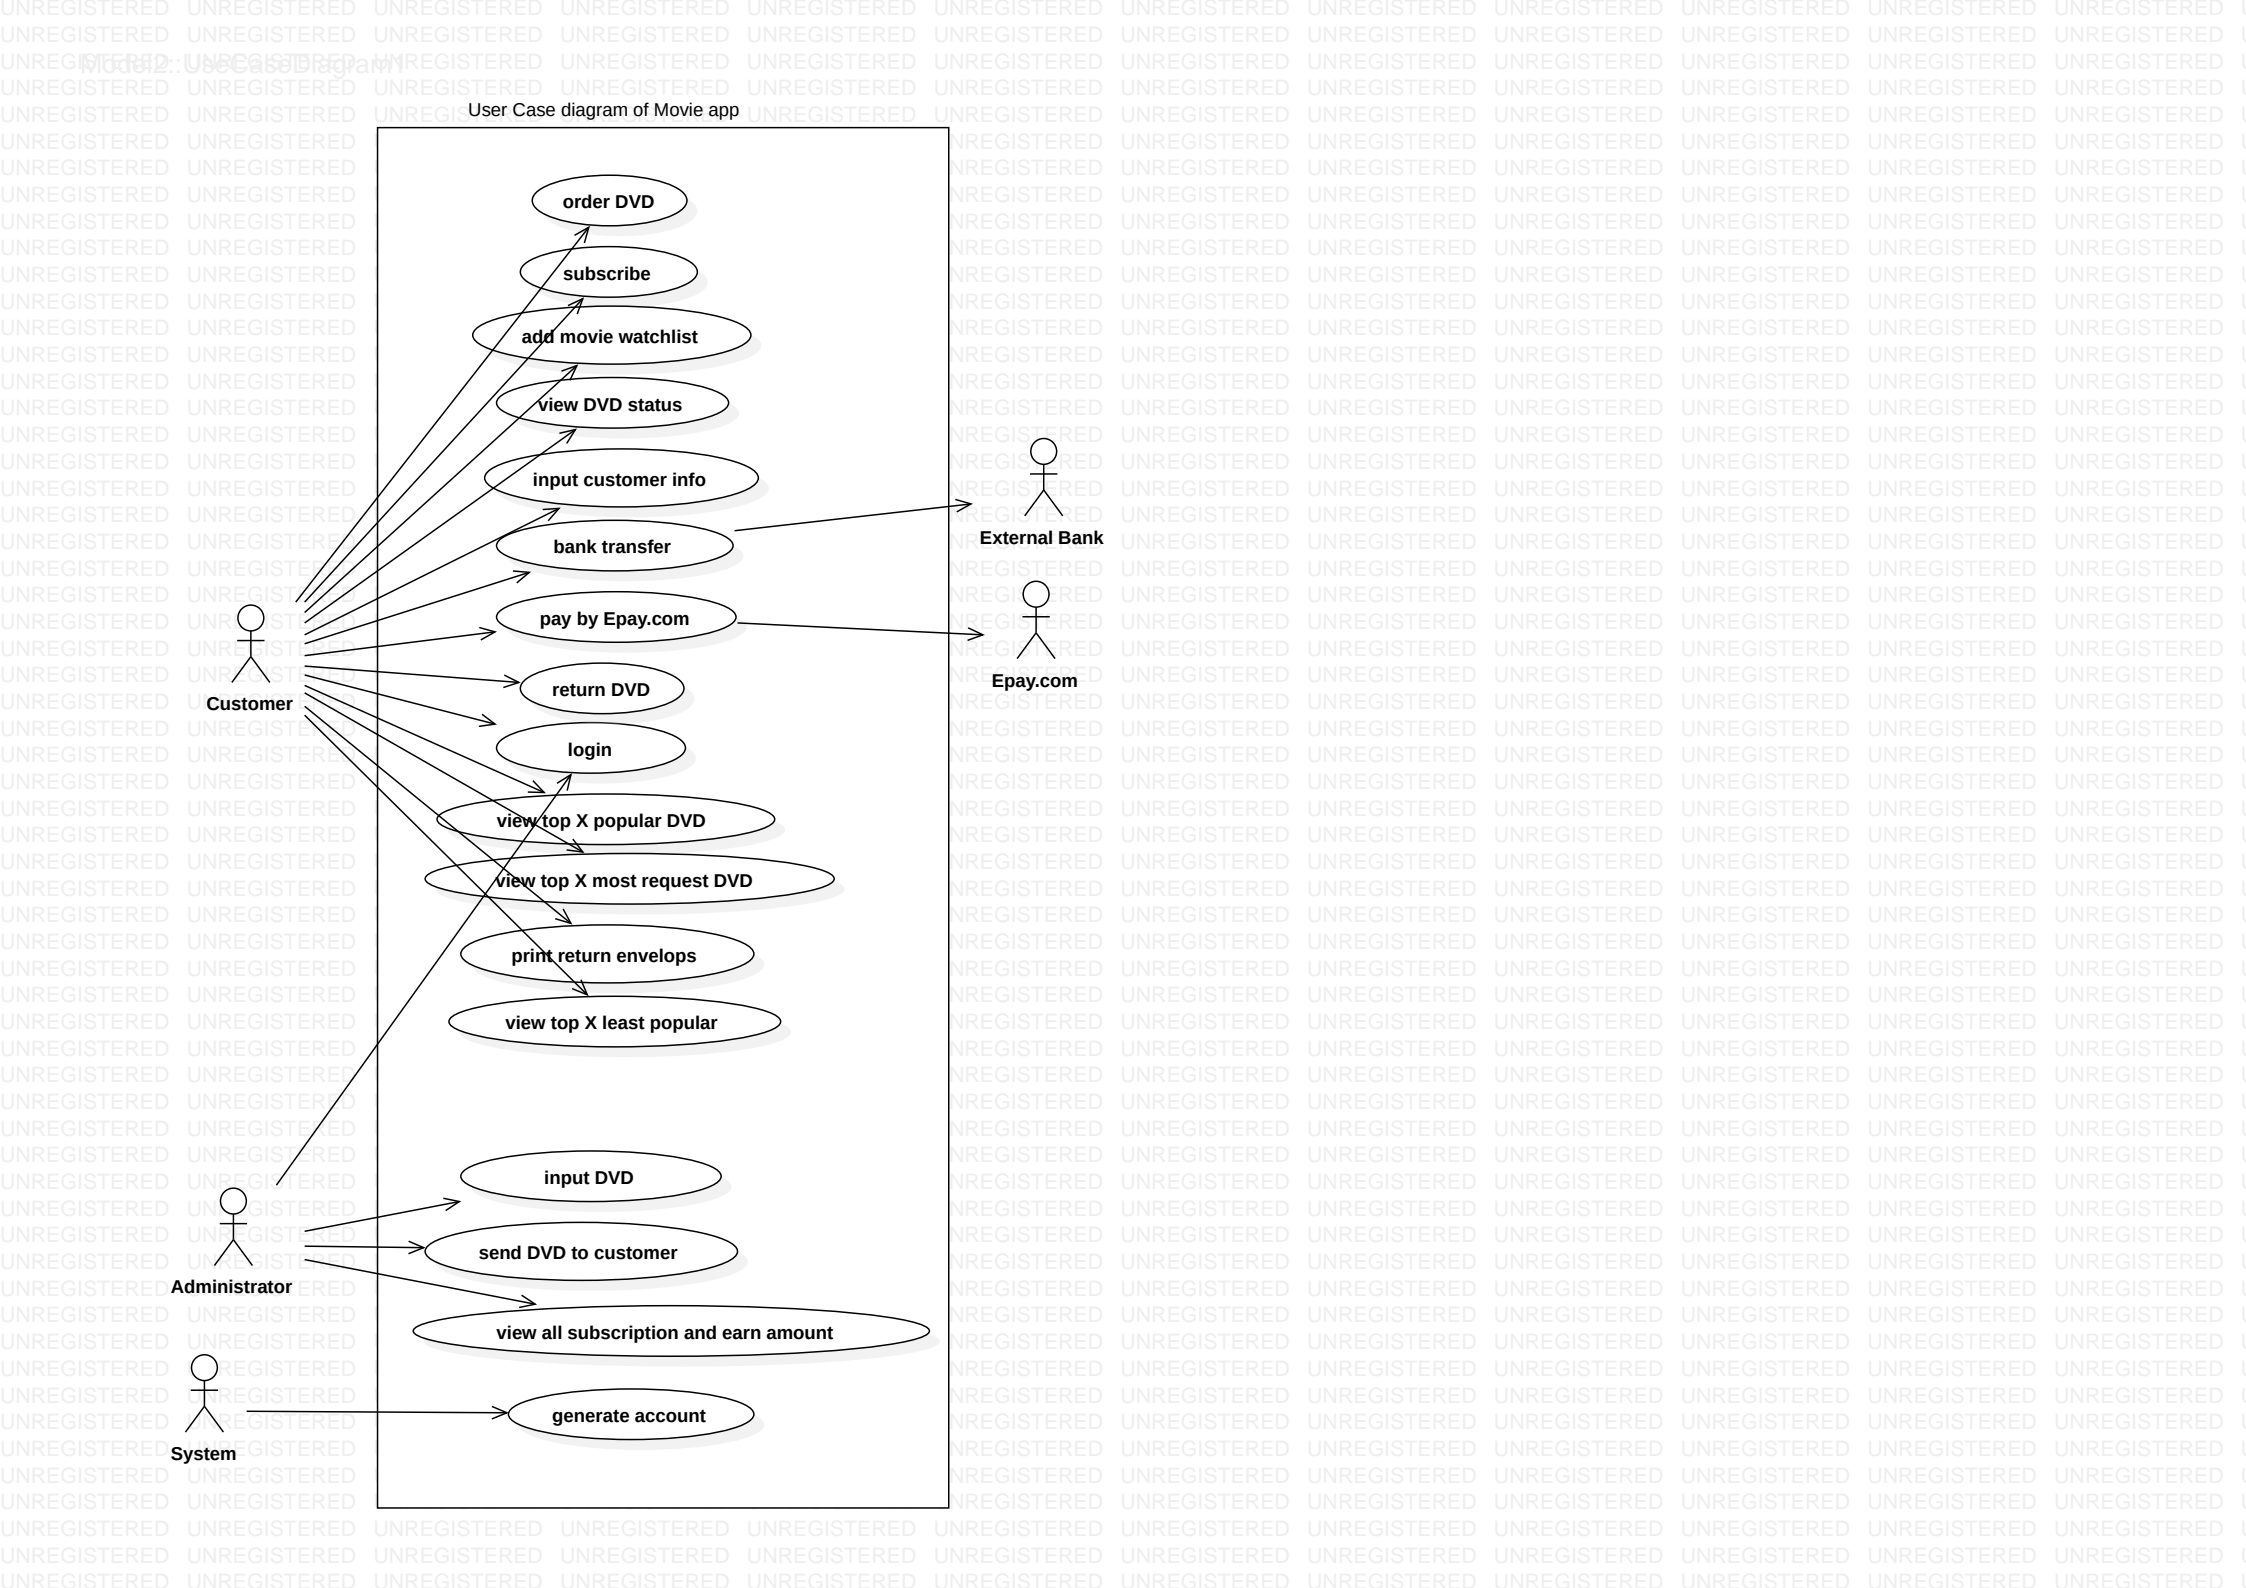 Model2::UseCaseDiagram1
User Case diagram of Movie app
order DVD
subscribe
add movie watchlist
view DVD status
input customer info
External Bank
bank transfer
pay by Epay.com
Epay.com
return DVD
Customer
login
view top X popular DVD
view top X most request DVD
print return envelops
view top X least popular
input DVD
send DVD to customer
Administrator
view all subscription and earn amount
generate account
System
UNREGISTERED